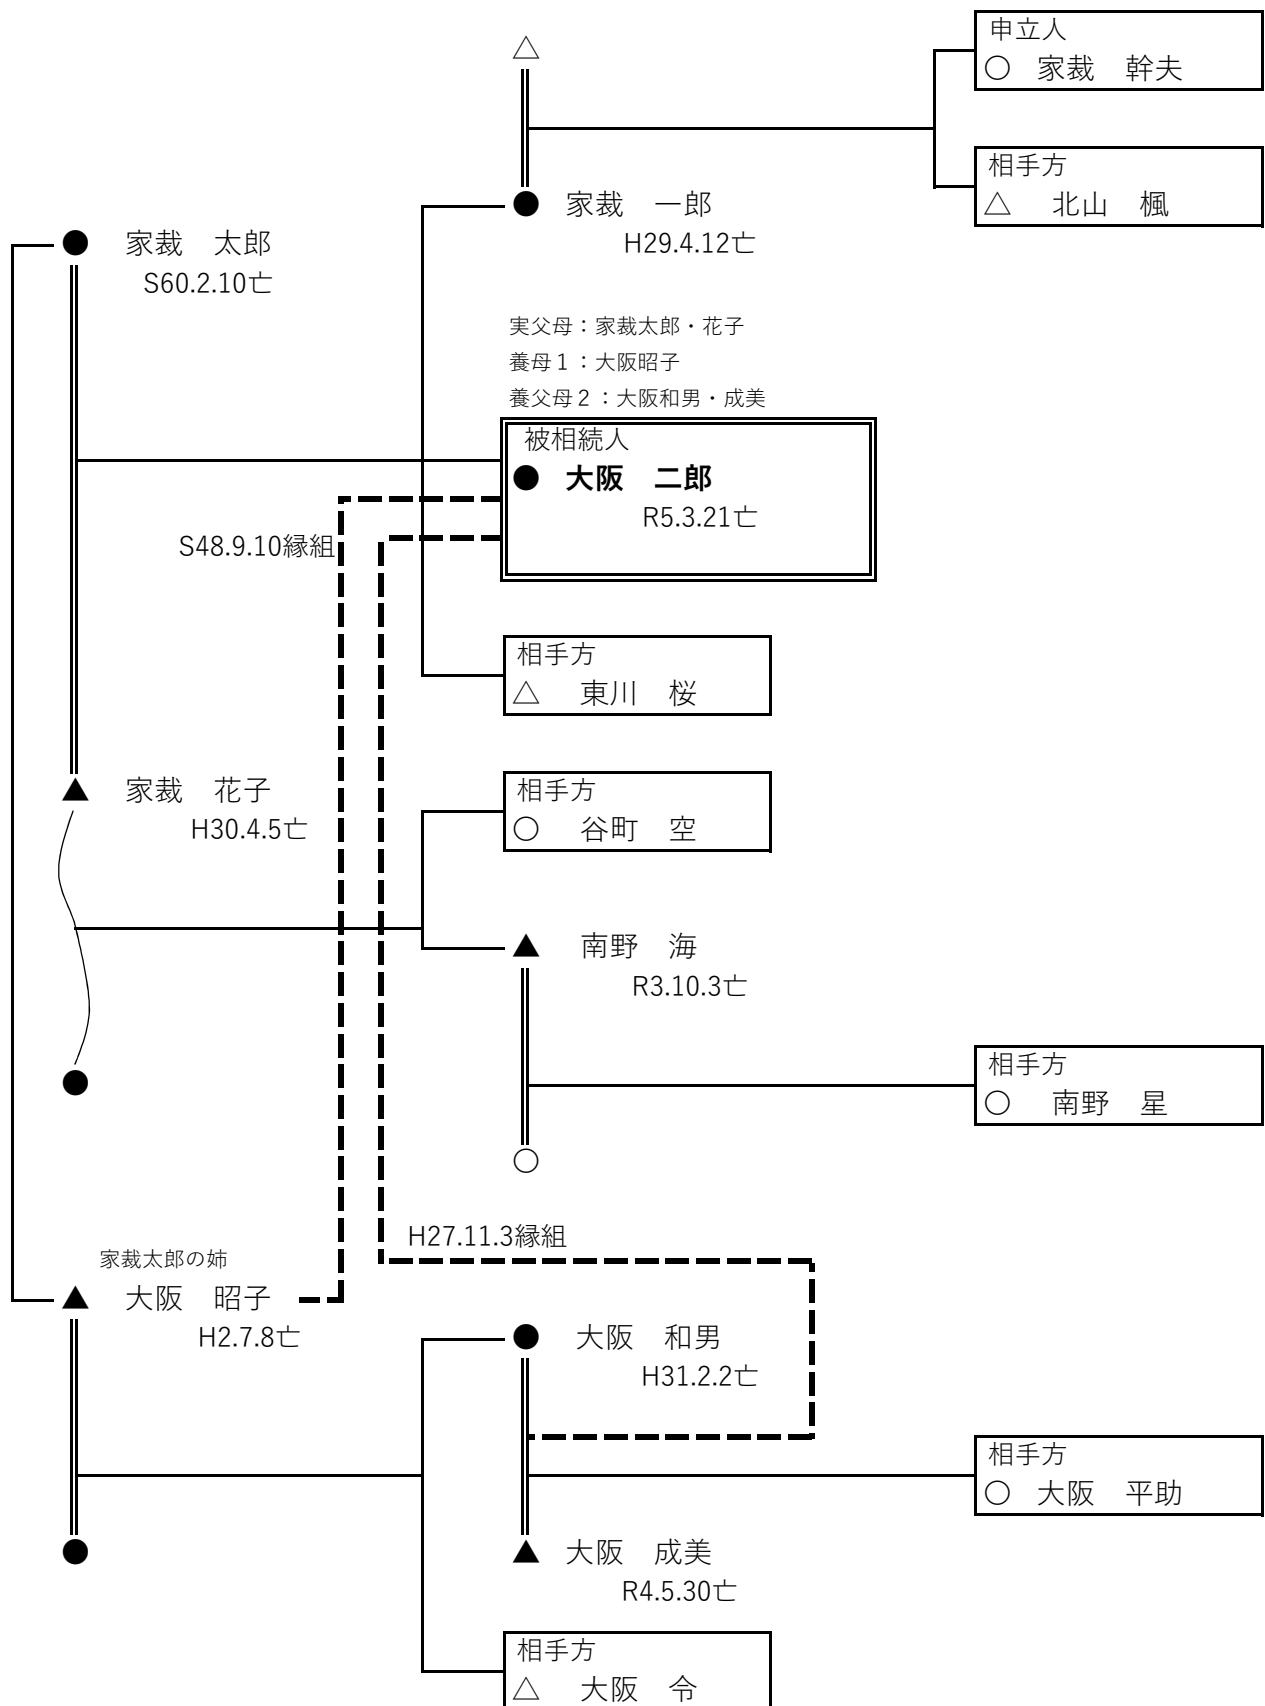 申立人
○ 家裁 幹夫
相手方
△ 北山 楓
△
● 家裁 一郎
H29.4.12亡
● 家裁 太郎
S60.2.10亡
実父母：家裁太郎・花子
養母１：大阪昭子
養父母２：大阪和男・成美
被相続人
● 大阪 二郎
R5.3.21亡
S48.9.10縁組
相手方
△ 東川 桜
▲ 家裁 花子
H30.4.5亡
相手方
○ 谷町 空
▲ 南野 海
R3.10.3亡
●
相手方
○ 南野 星
○
H27.11.3縁組
家裁太郎の姉
▲ 大阪 昭子
H2.7.8亡
● 大阪 和男
H31.2.2亡
相手方
○ 大阪 平助
●
▲ 大阪 成美
R4.5.30亡
相手方
△ 大阪 令